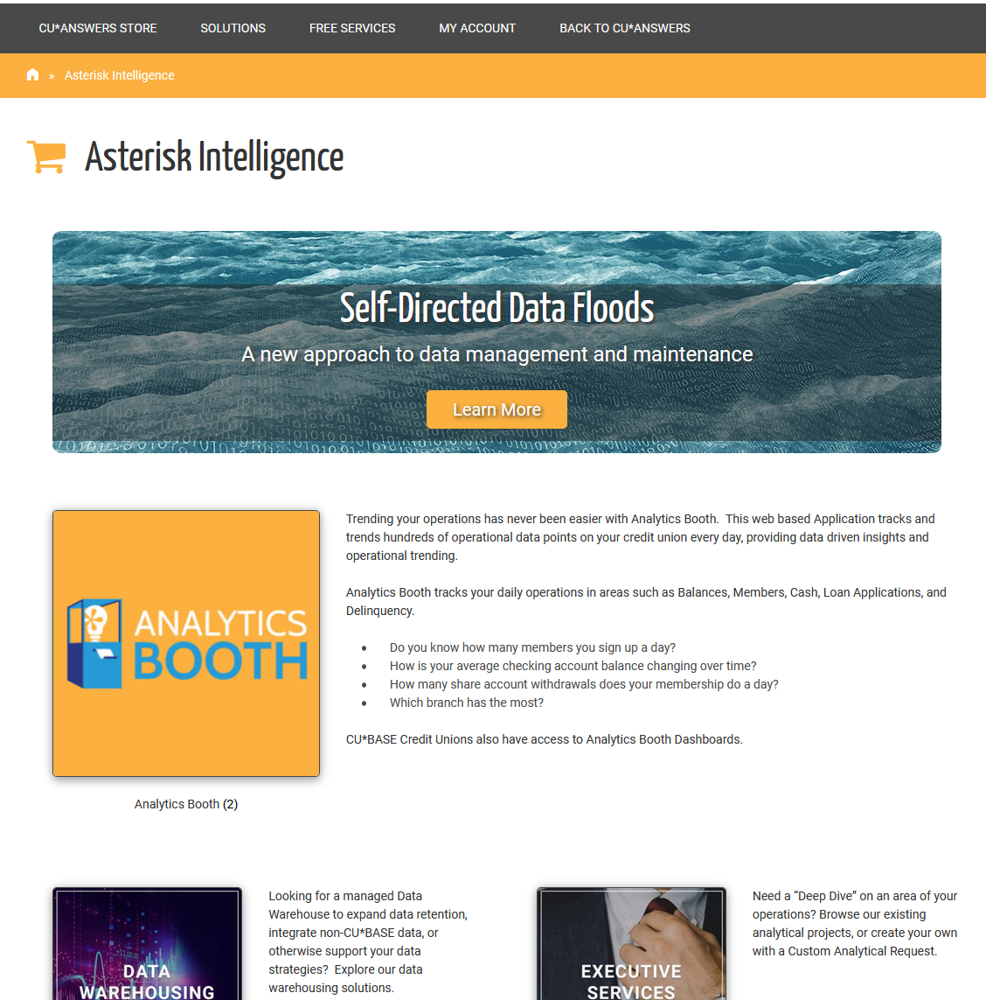 CU*ANSWERS STORE SOLUTIONS FREE SERVICES MY ACCOUNT BACK TO CU*ANSWERS
» Asterisk Intelligence
Asterisk Intelligence
Self-Directed Data Floods
A new approach to data management and maintenance
Learn More
ANALYTICS
BOOTH
Analytics Booth (2)
Trending your operations has never been easier with Analytics Booth.  This web based Application tracks and
trends hundreds of operational data points on your credit union every day, providing data driven insights and
operational trending.
Analytics Booth tracks your daily operations in areas such as Balances, Members, Cash, Loan Applications, and
Delinquency.
• Do you know how many members you sign up a day?
• How is your average checking account balance changing over time?
• How many share account withdrawals does your membership do a day?
• Which branch has the most?
CU*BASE Credit Unions also have access to Analytics Booth Dashboards.
DATA
WAREHOUSING
Looking for a managed Data
Warehouse to expand data retention,
integrate non-CU*BASE data, or
otherwise support your data
strategies?  Explore our data
warehousing solutions.
EXECUTIVE
SERVICES
Need a “Deep Dive” on an area of your
operations? Browse our existing
analytical projects, or create your own
with a Custom Analytical Request.